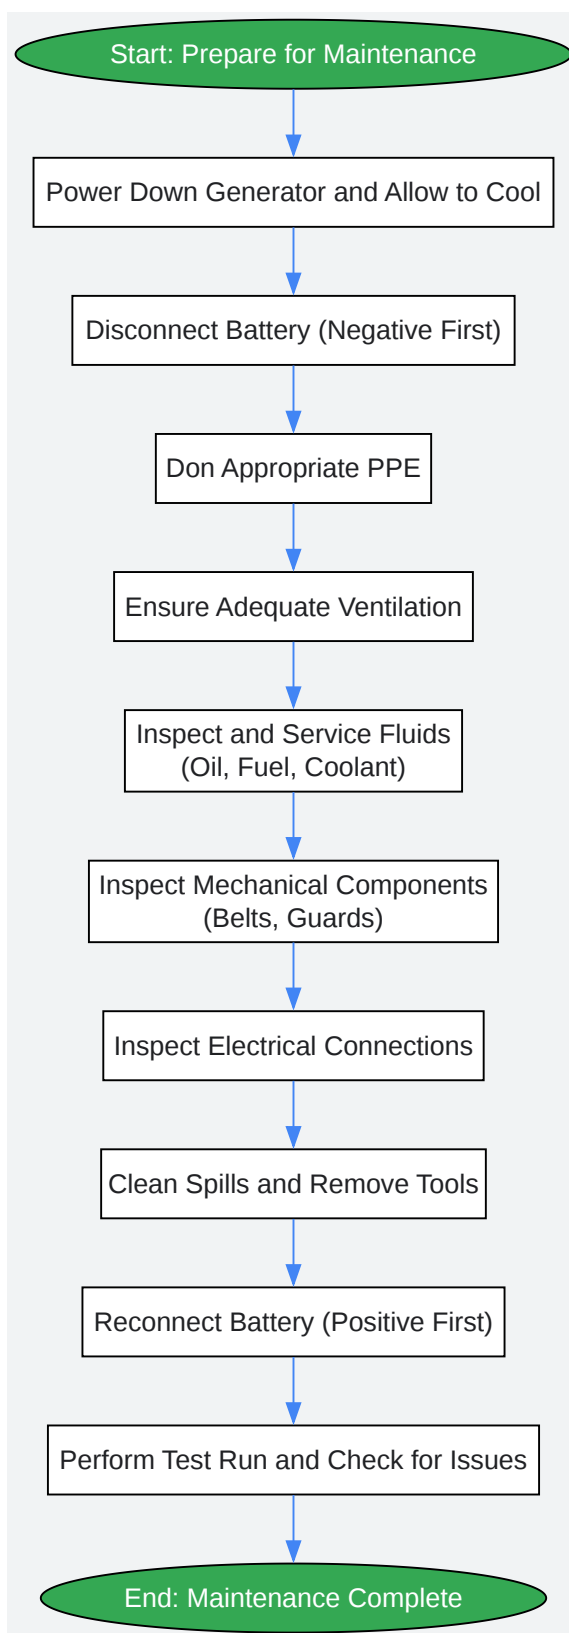 Start: Prepare for Maintenance
Power Down Generator and Allow to Cool
Disconnect Battery (Negative First)
Don Appropriate PPE
Ensure Adequate Ventilation
Inspect and Service Fluids
(Oil, Fuel, Coolant)
Inspect Mechanical Components
(Belts, Guards)
Inspect Electrical Connections
Clean Spills and Remove Tools
Reconnect Battery (Positive First)
Perform Test Run and Check for Issues
End: Maintenance Complete